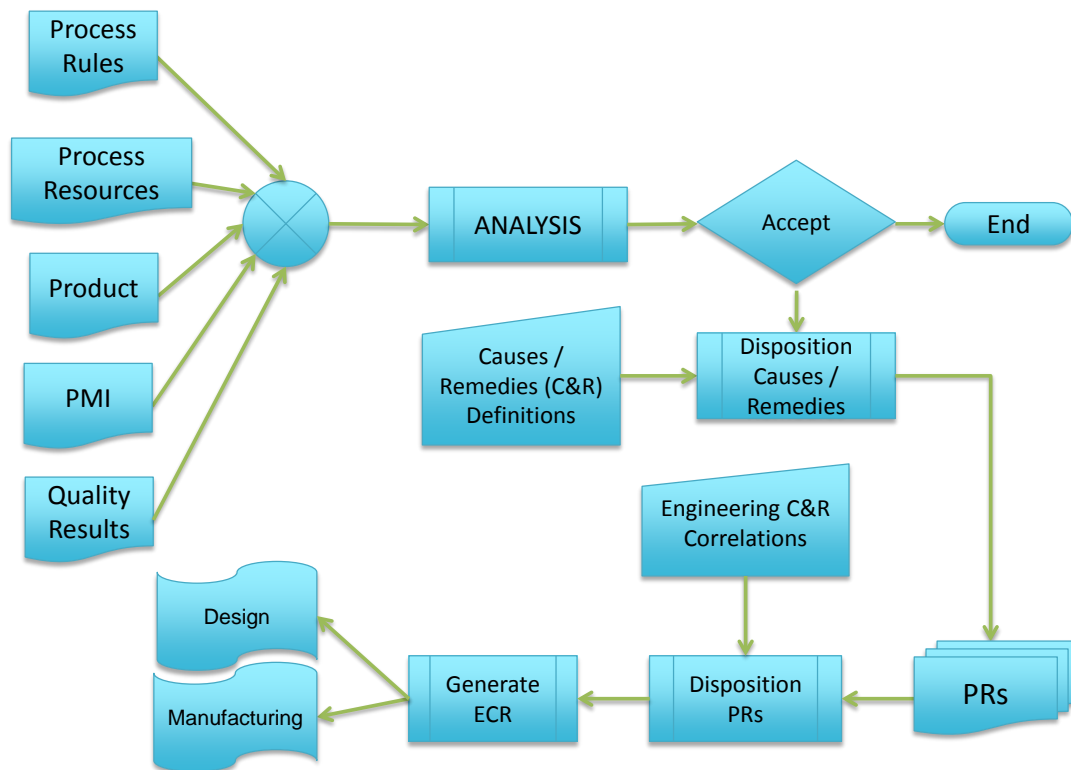 Process
Rules
Process
Resources
Product
PMI
Quality
Results
ANALYSIS
Accept
End
Causes /
Remedies (C&R)
Definitions
Disposition
Causes /
Remedies
Engineering C&R
Correlations
PRs
Disposition
PRs
Generate
ECR
Design
Manufacturing